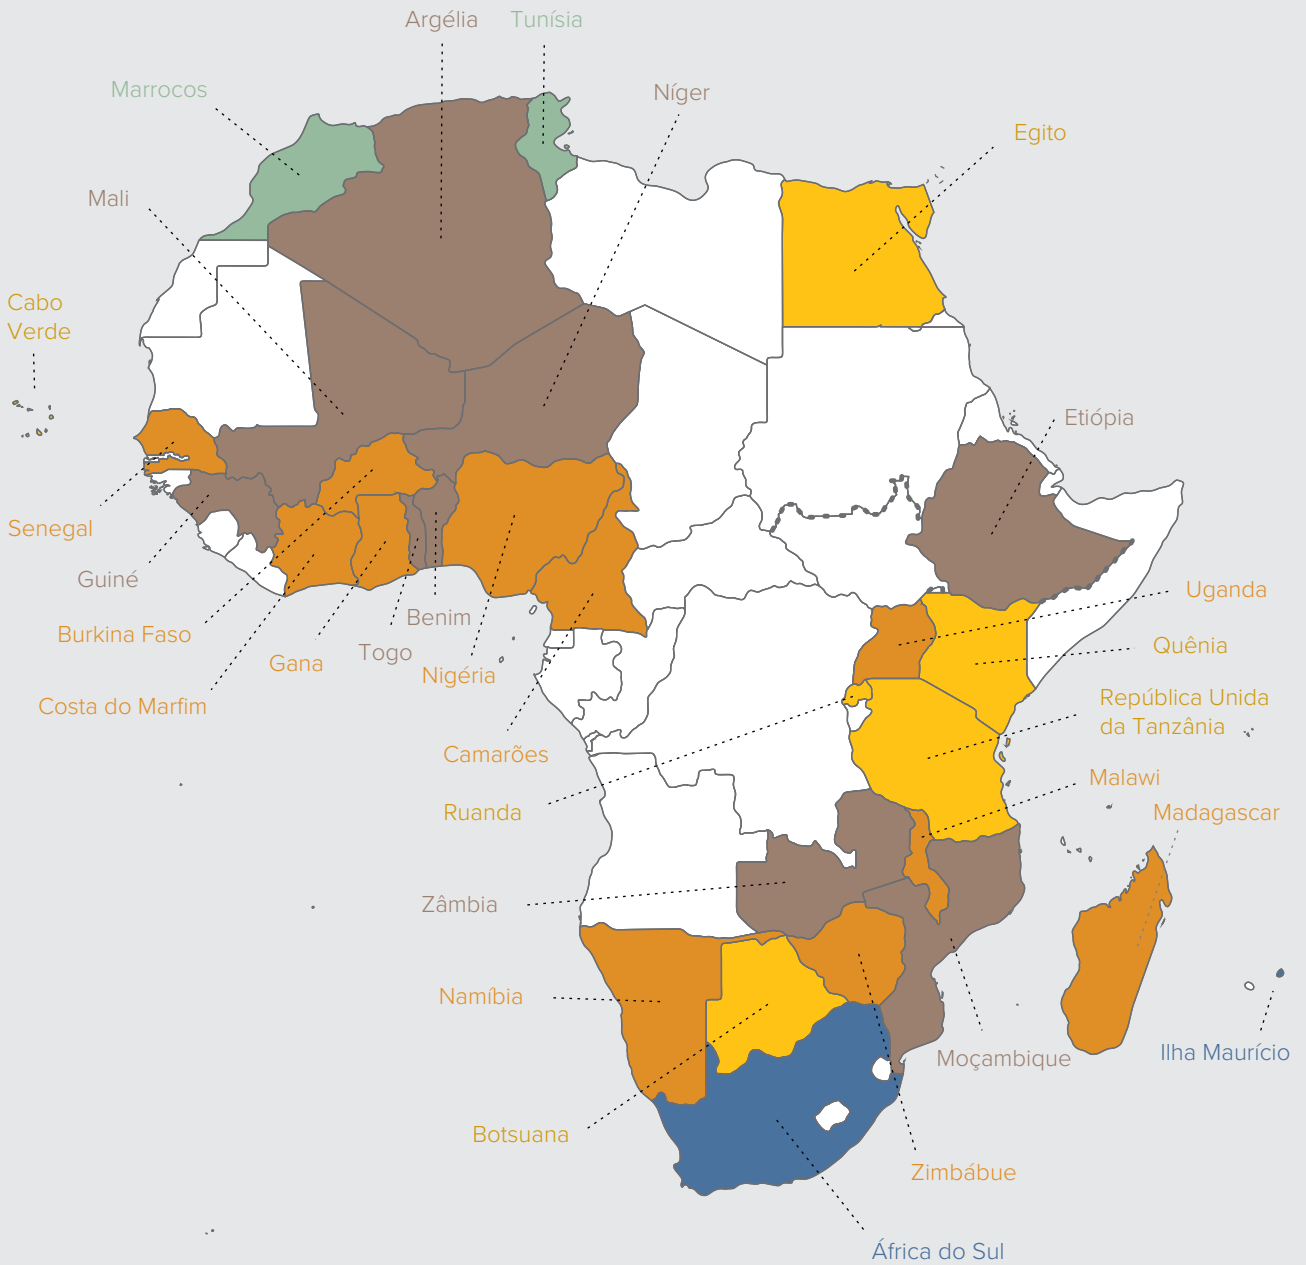 Argélia
Tunísia
Marrocos
Níger
Egito
Mali
Cabo
Verde
Etiópia
Senegal
Guiné
Uganda
Benim
Burkina Faso
Togo
Quênia
Gana
Nigéria
República Unida
da Tanzânia
Costa do Marfim
Camarões
Malawi
Ruanda
Madagascar
Zâmbia
Namíbia
Moçambique
Ilha Maurício
Botsuana
Zimbábue
África do Sul